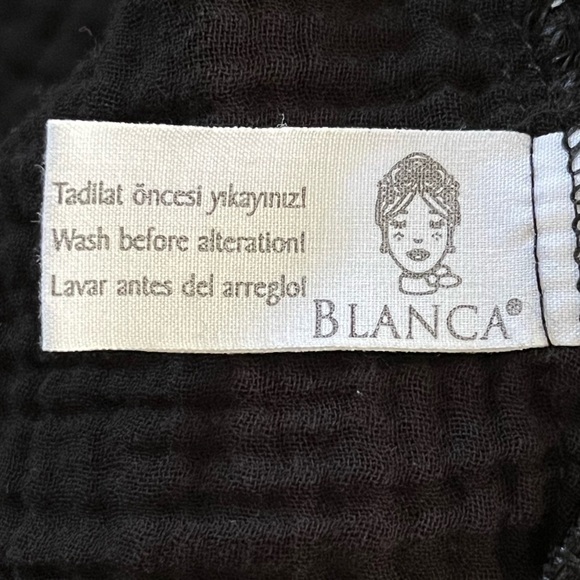 Tadilat öncesi yıkayınız!
Wash before alteration!
Lavar antes del arreglo!
BLANCA®